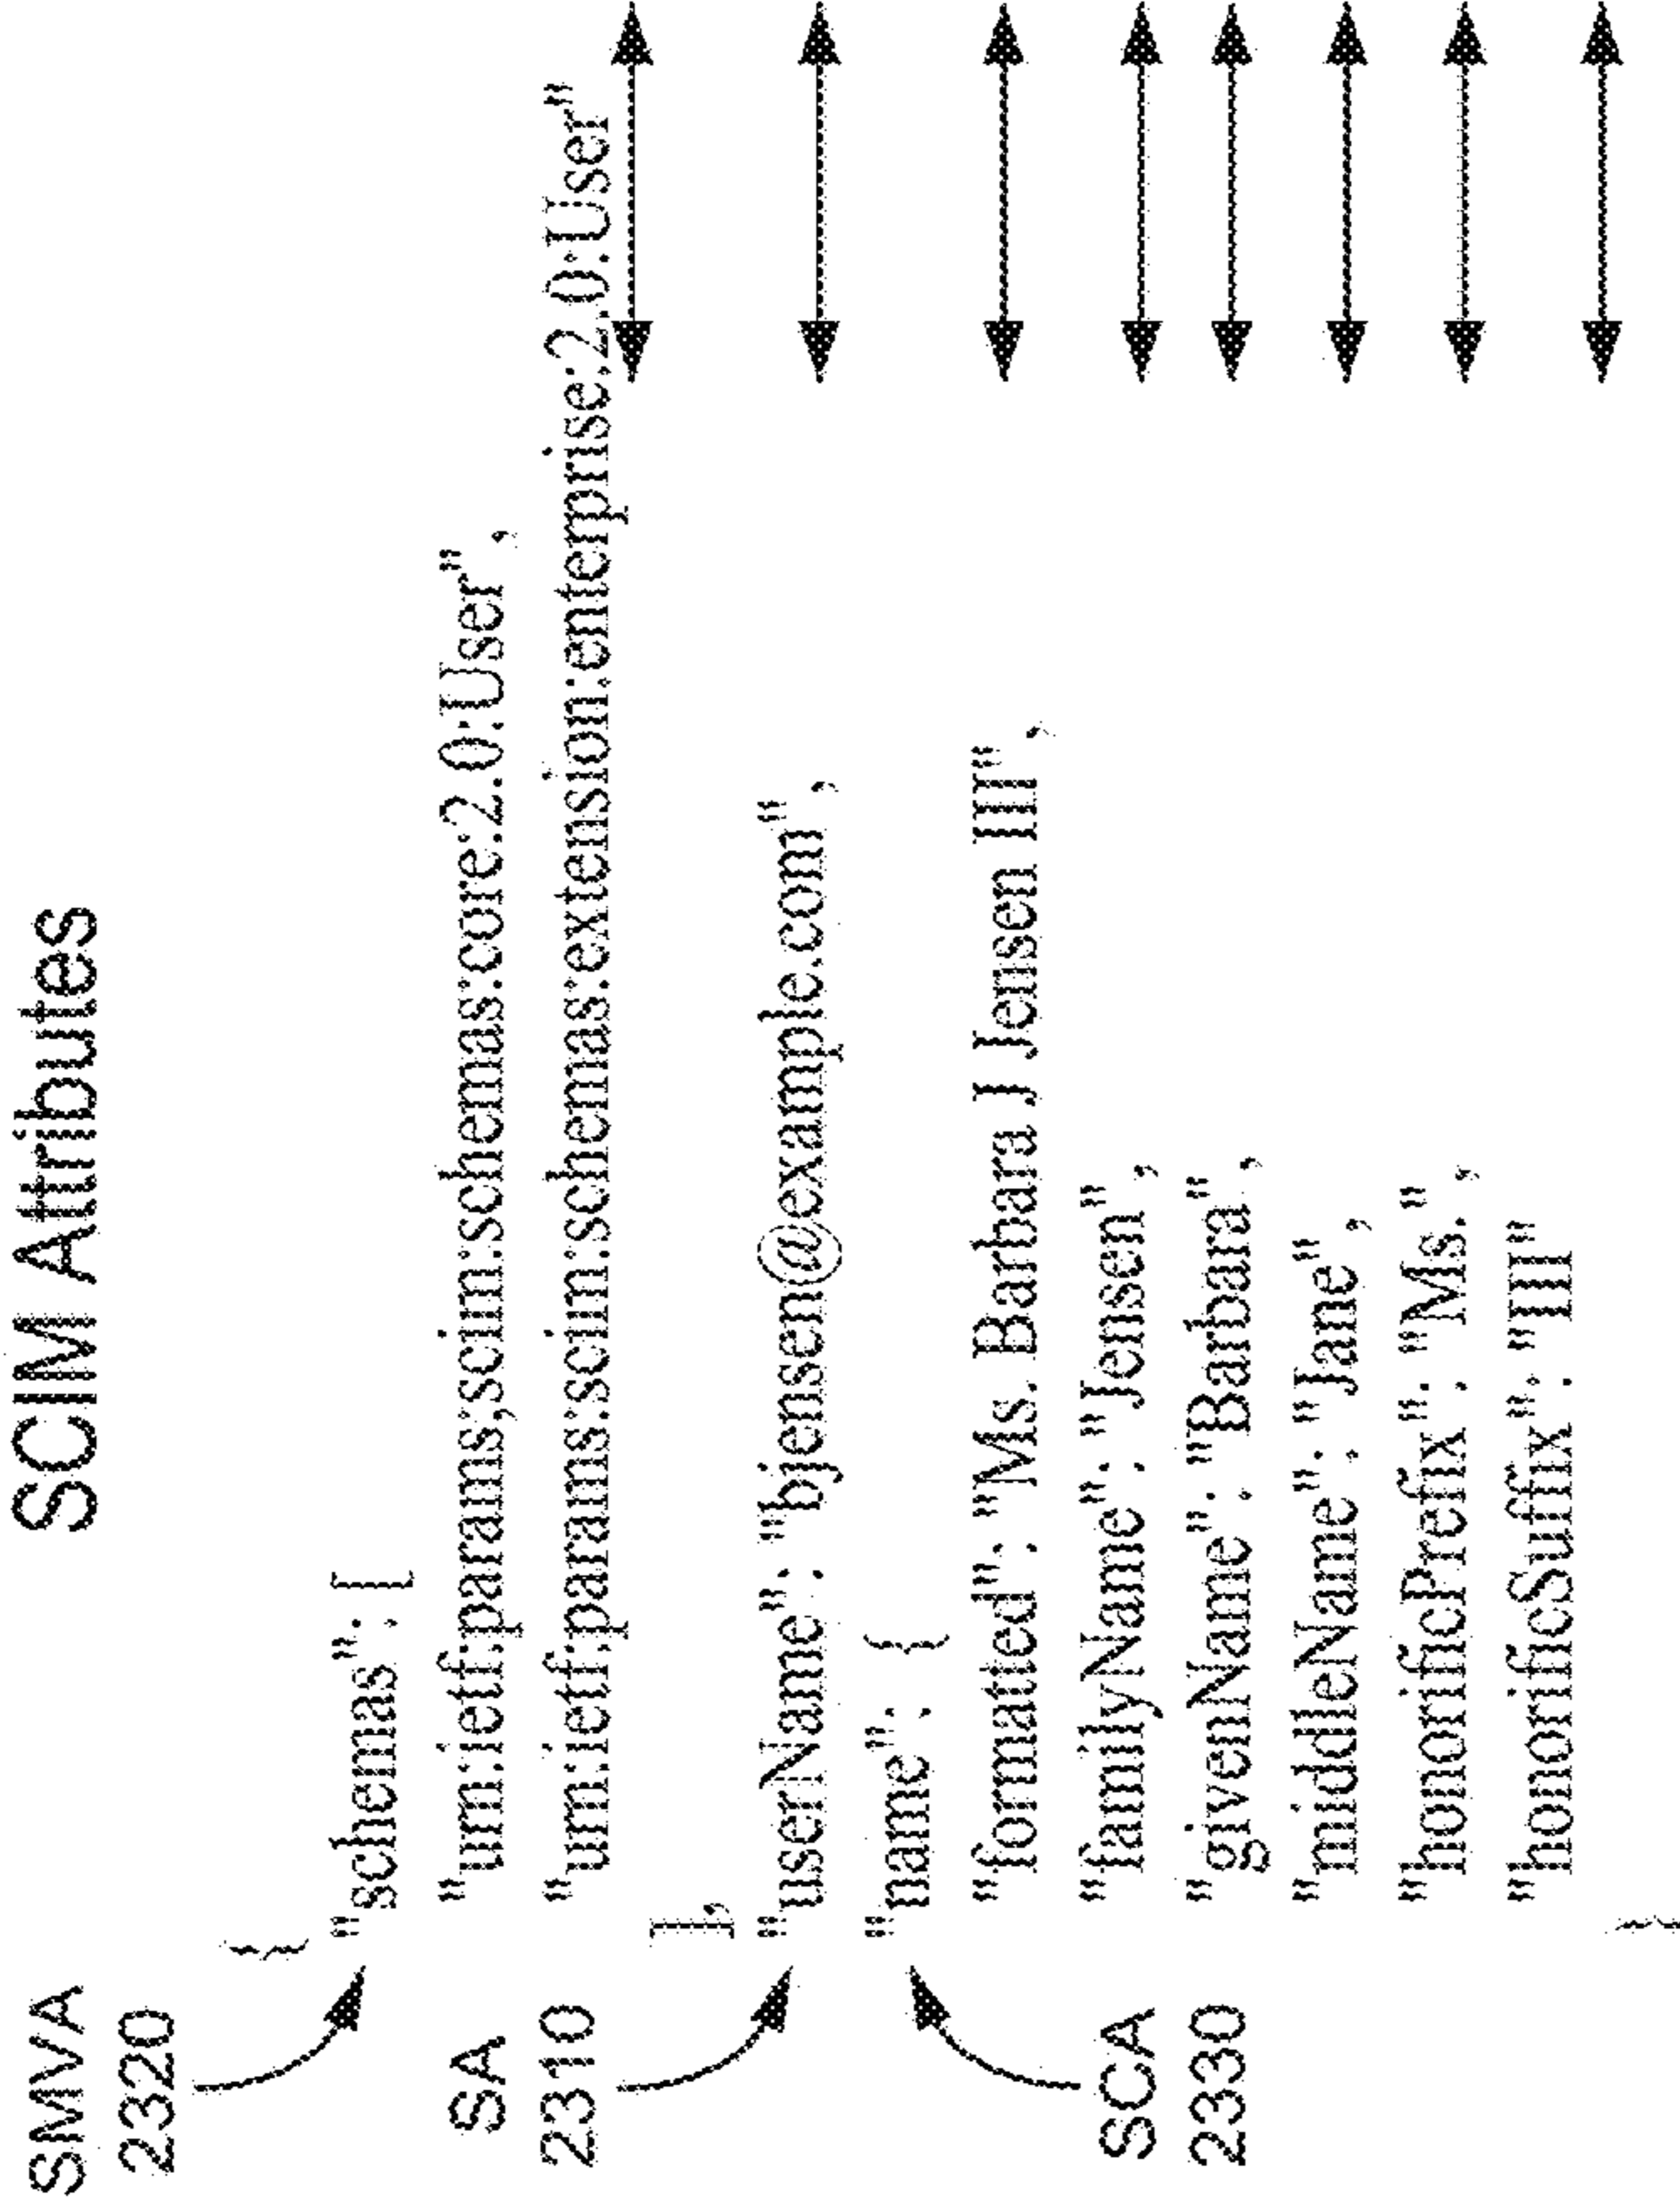 SCIM Attributes
SMVA
2320
{
"schemas": [
"urn:ietf:params;scim:schemas:core:2.0:User",
"urn:ietf:params:scim:schemas:extension:enterprise:2.0:User"
],
SA
2310
"userName": "bjensen@example.com",
"name": {
SCA
2330
"formatted": "Ms. Barbara J Jensen III",
"familyName": "Jensen",
"givenName": "Barbara",
"middleName": "Jane",
"honorificPrefix": "Ms.",
"honorificSuffix": "III"
}